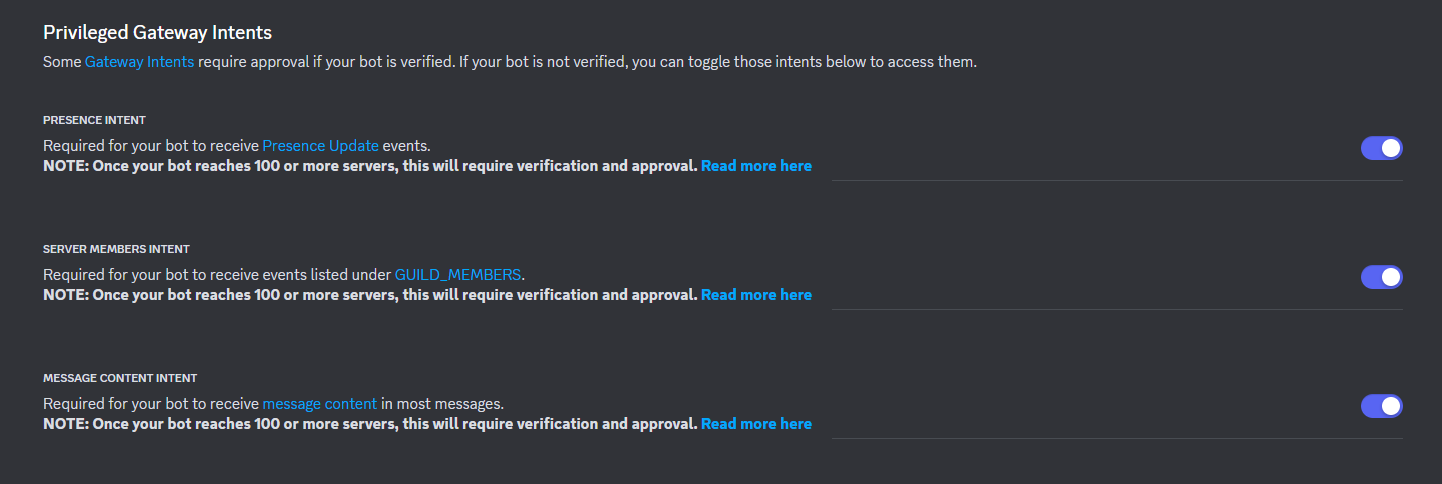 Privileged Gateway Intents
Some Gateway Intents require approval if your bot is verified. If your bot is not verified, you can toggle those intents below to access them.
PRESENCE INTENT
Required for your bot to receive Presence Update events.
NOTE: Once your bot reaches 100 or more servers, this will require verification and approval. Read more here
SERVER MEMBERS INTENT
Required for your bot to receive events listed under GUILD_MEMBERS.
NOTE: Once your bot reaches 100 or more servers, this will require verification and approval. Read more here
MESSAGE CONTENT INTENT
Required for your bot to receive message content in most messages.
NOTE: Once your bot reaches 100 or more servers, this will require verification and approval. Read more here